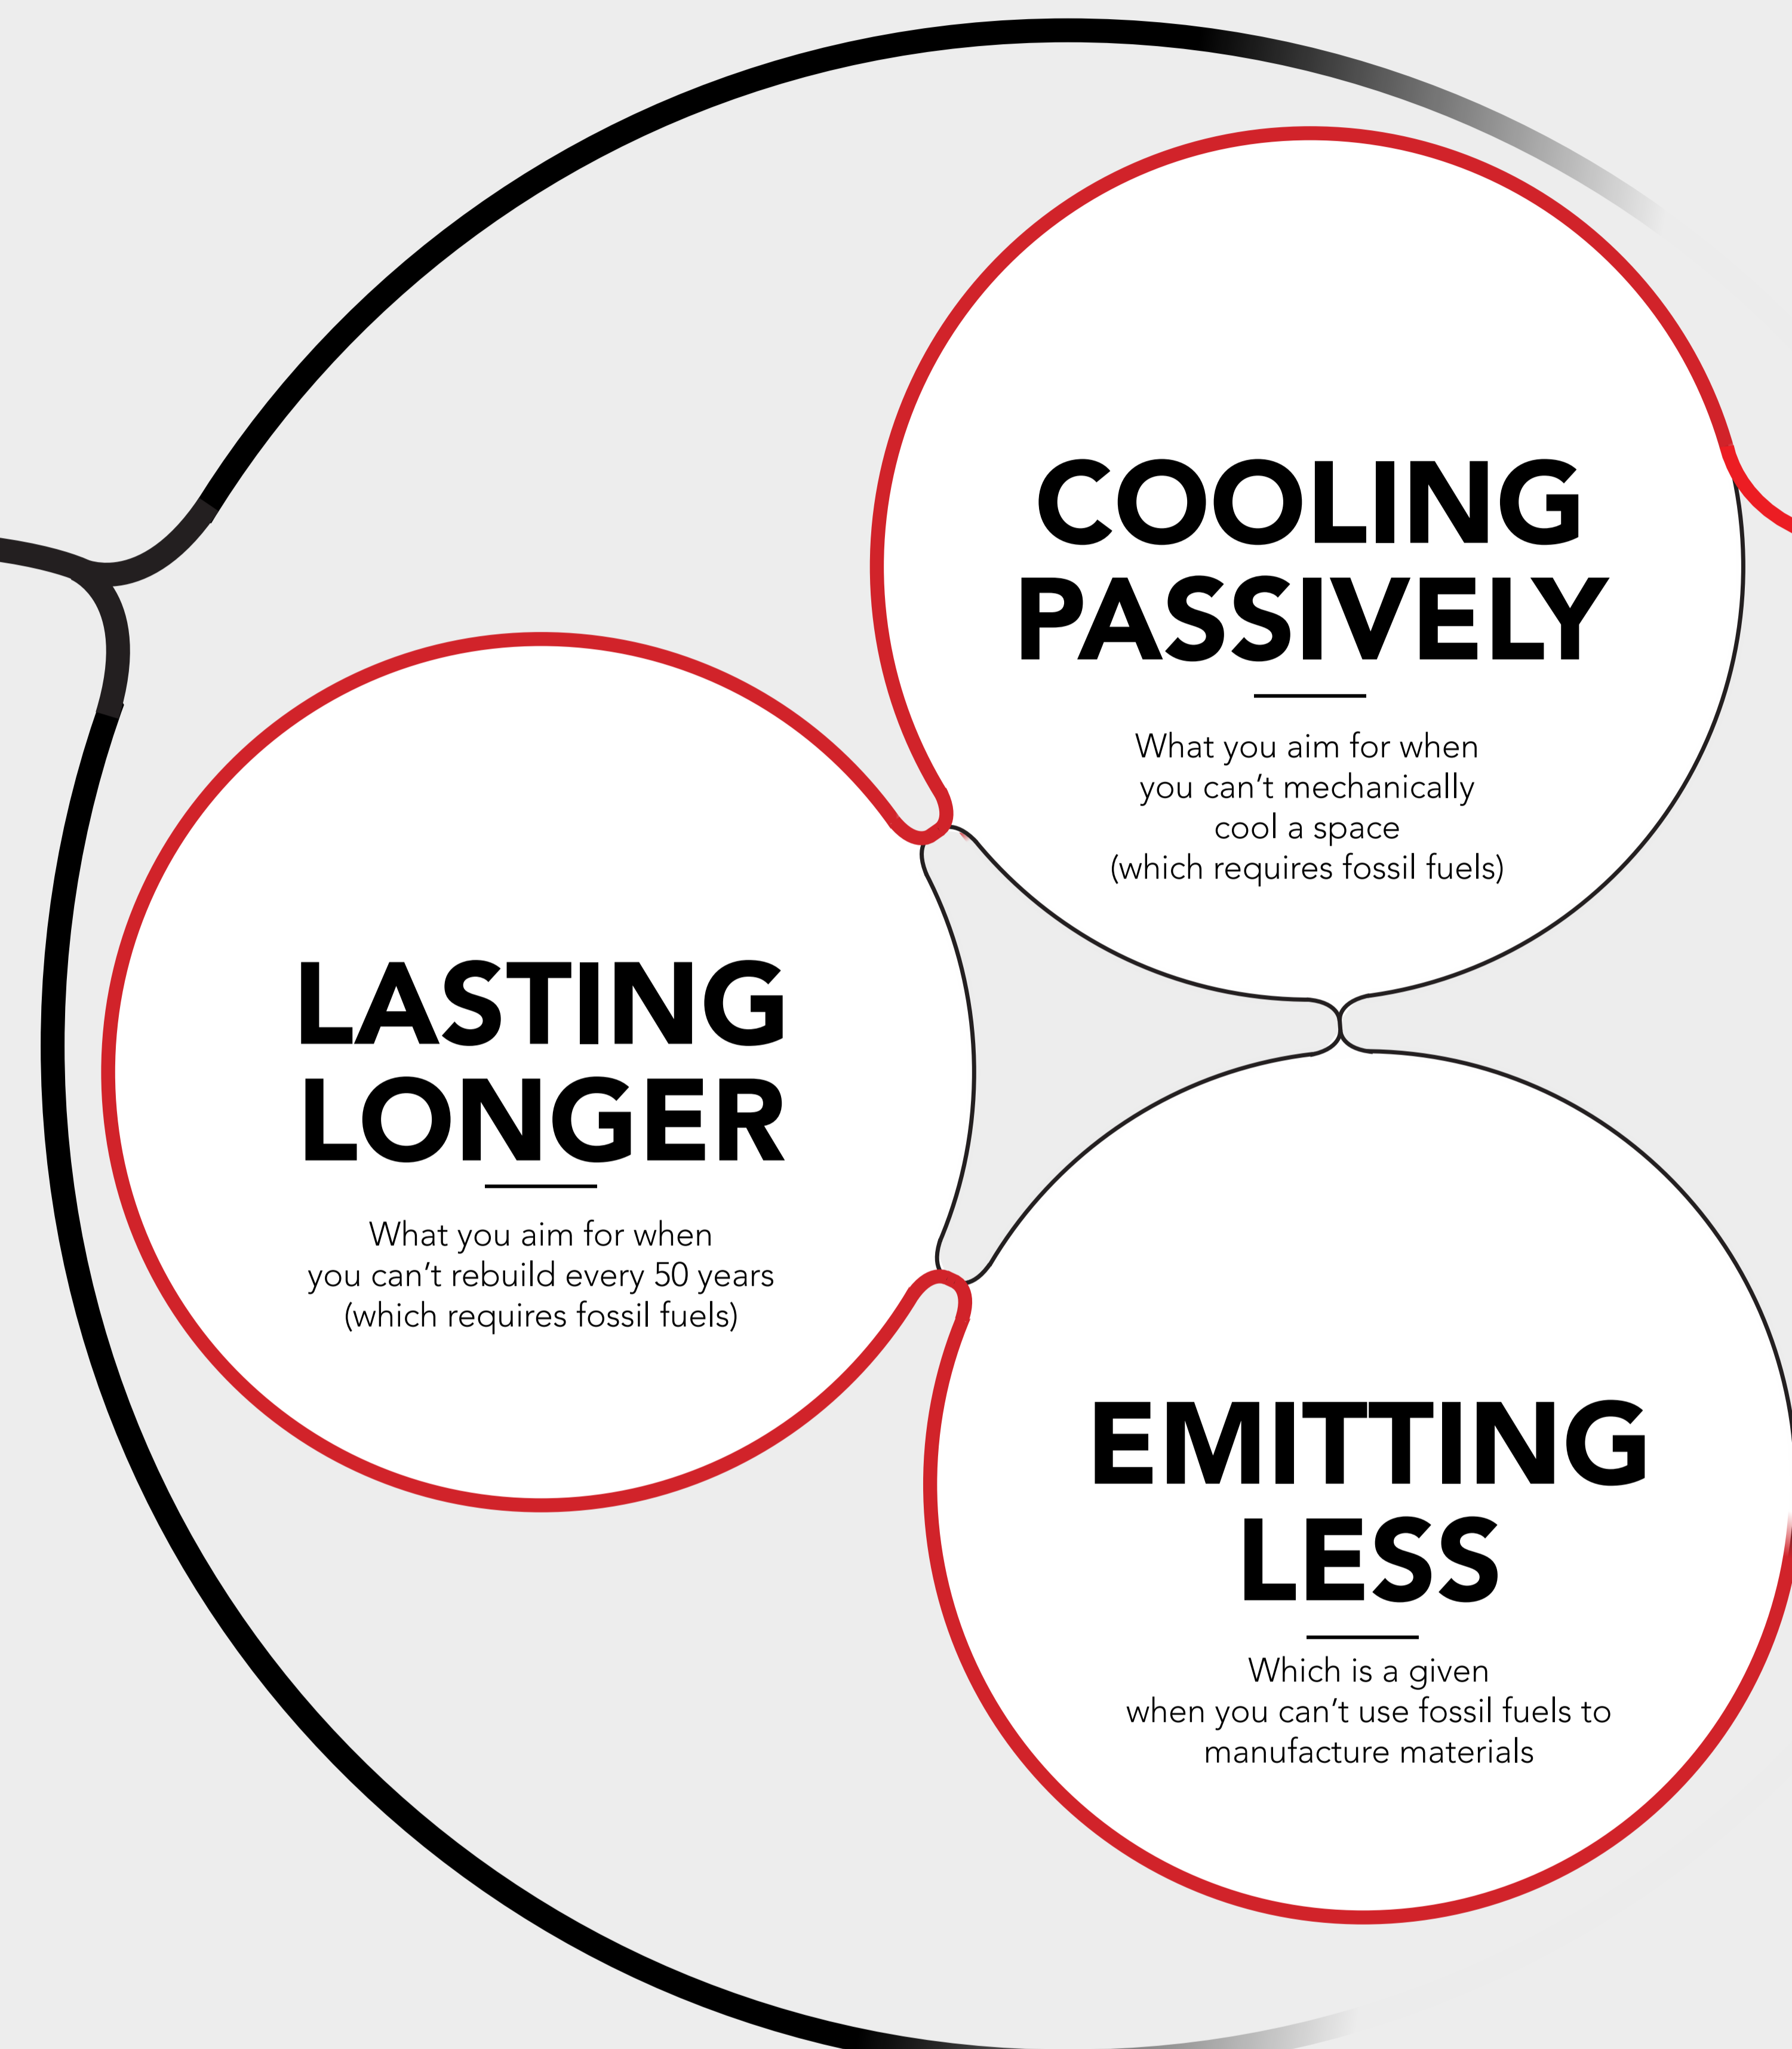 COOLING
PASSIVELY
What you aim for when
you can't mechanically
cool a space
(which requires fossil fuels)
LASTING
LONGER
What you aim for when
you can't rebuild every 50 years
(which requires fossil fuels)
EMITTING
LESS
Which is a given
when you can't use fossil fuels to
manufacture materials